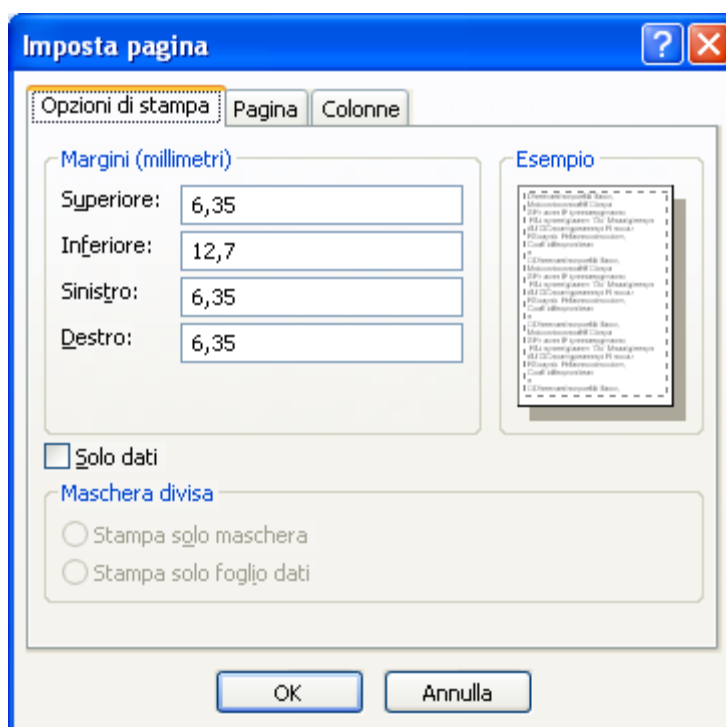 Imposta pagina
Opzioni di stampa Pagina Colonne
Margini (millimetri)
Superiore: 6,35
Inferiore: 12,7
Sinistro: 6,35
Destro: 6,35
Esempio
Solo dati
Maschera divisa
Stampa solo maschera
Stampa solo foglio dati
OK Annulla